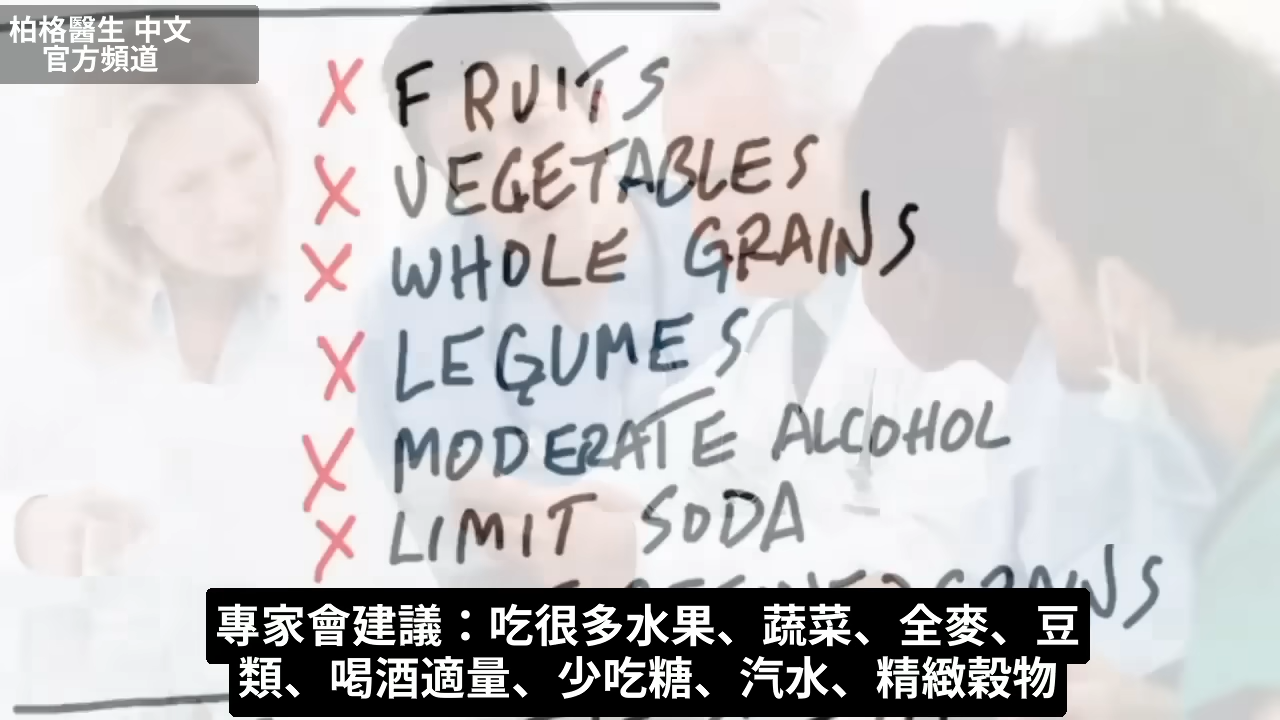 柏格醫生 中文
官方頻道
X FRUITS
X VEGETABLES
X WHOLE GRAINS
X LEGUMES
X MODERATE ALCOHOL
X LIMIT SODA
專家會建議：吃很多水果、蔬菜、全麥、豆
類、喝酒適量、少吃糖、汽水、精緻穀物